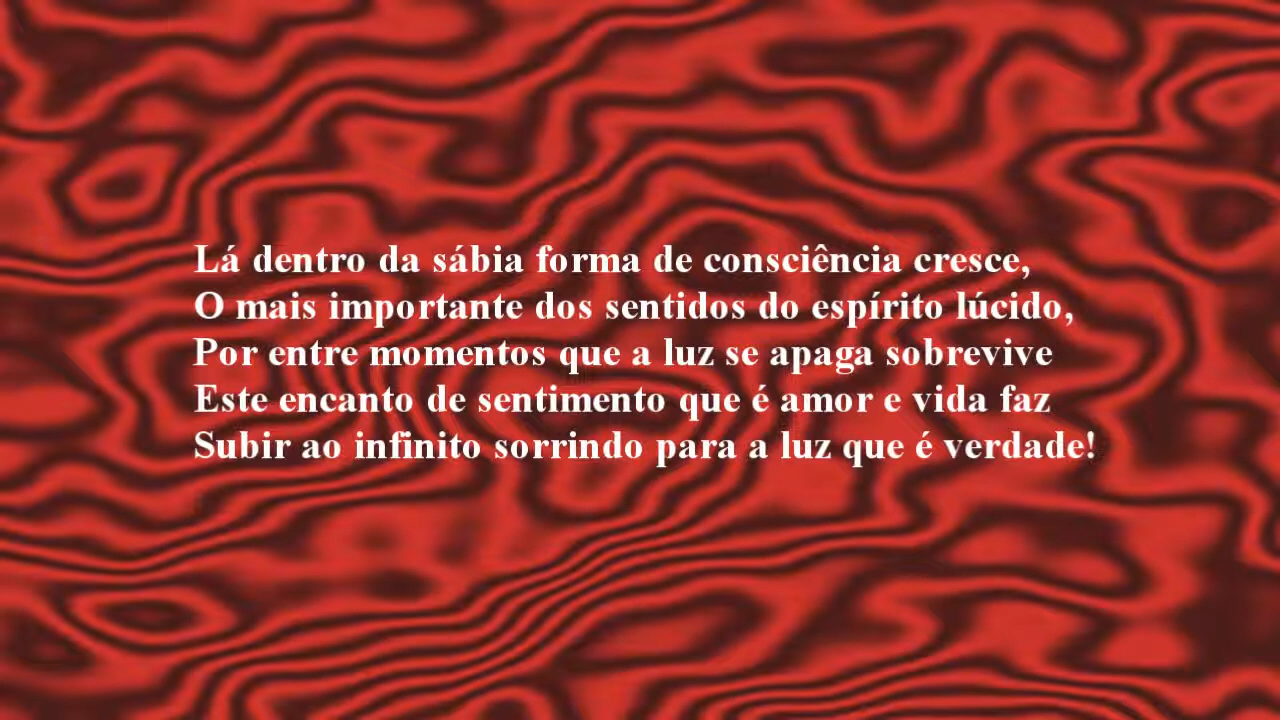 Lá dentro da sábia forma de consciência cresce,
O mais importante dos sentidos do espírito lúcido,
Por entre momentos que a luz se apaga sobrevive
Este encanto de sentimento que é amor e vida faz
Subir ao infinito sorrindo para a luz que é verdade!